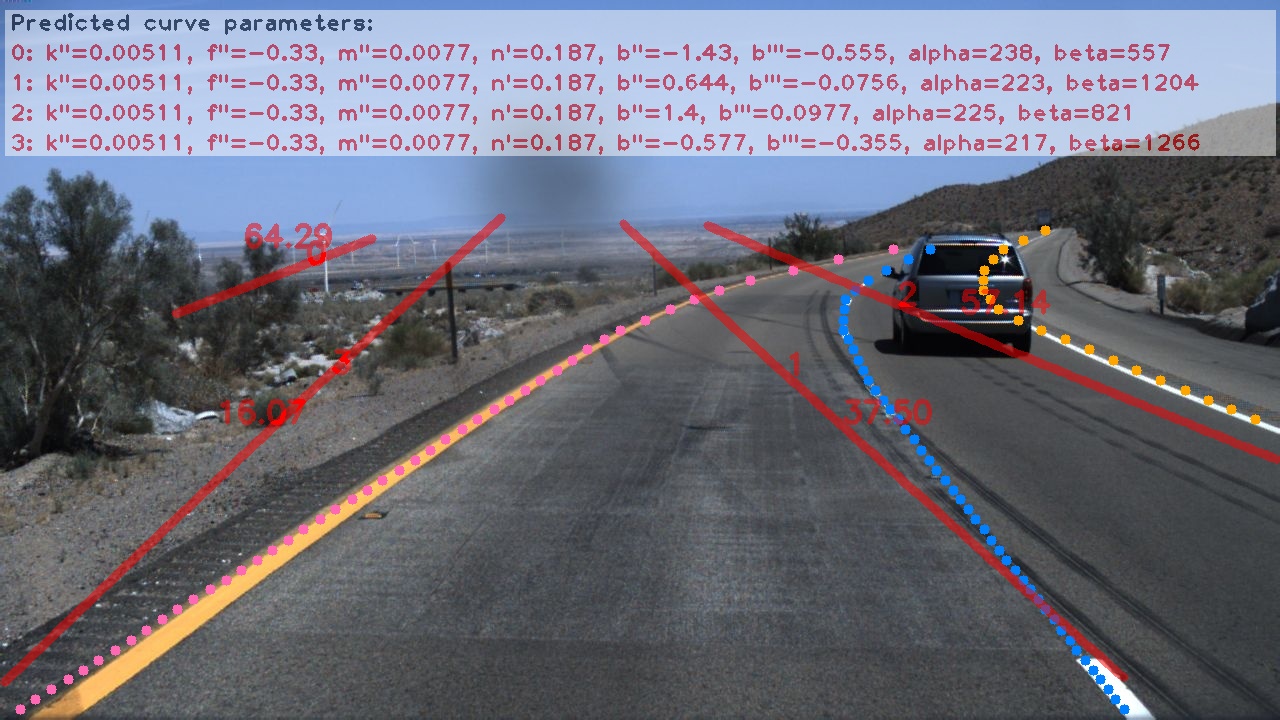 Predicted curve parameters:
0: k''=0.00511, f''=-0.33, m''=0.0077, n'=0.187, b''=-1.43, b'''=-0.555, alpha=238, beta=557
1: k''=0.00511, f''=-0.33, m''=0.0077, n'=0.187, b''=0.644, b'''=-0.0756, alpha=223, beta=1204
2: k''=0.00511, f''=-0.33, m''=0.0077, n'=0.187, b''=1.4, b'''=0.0977, alpha=225, beta=821
3: k''=0.00511, f''=-0.33, m''=0.0077, n'=0.187, b''=-0.577, b'''=-0.355, alpha=217, beta=1266
64.29
0
2
57.14
3
1
16.07
37.50